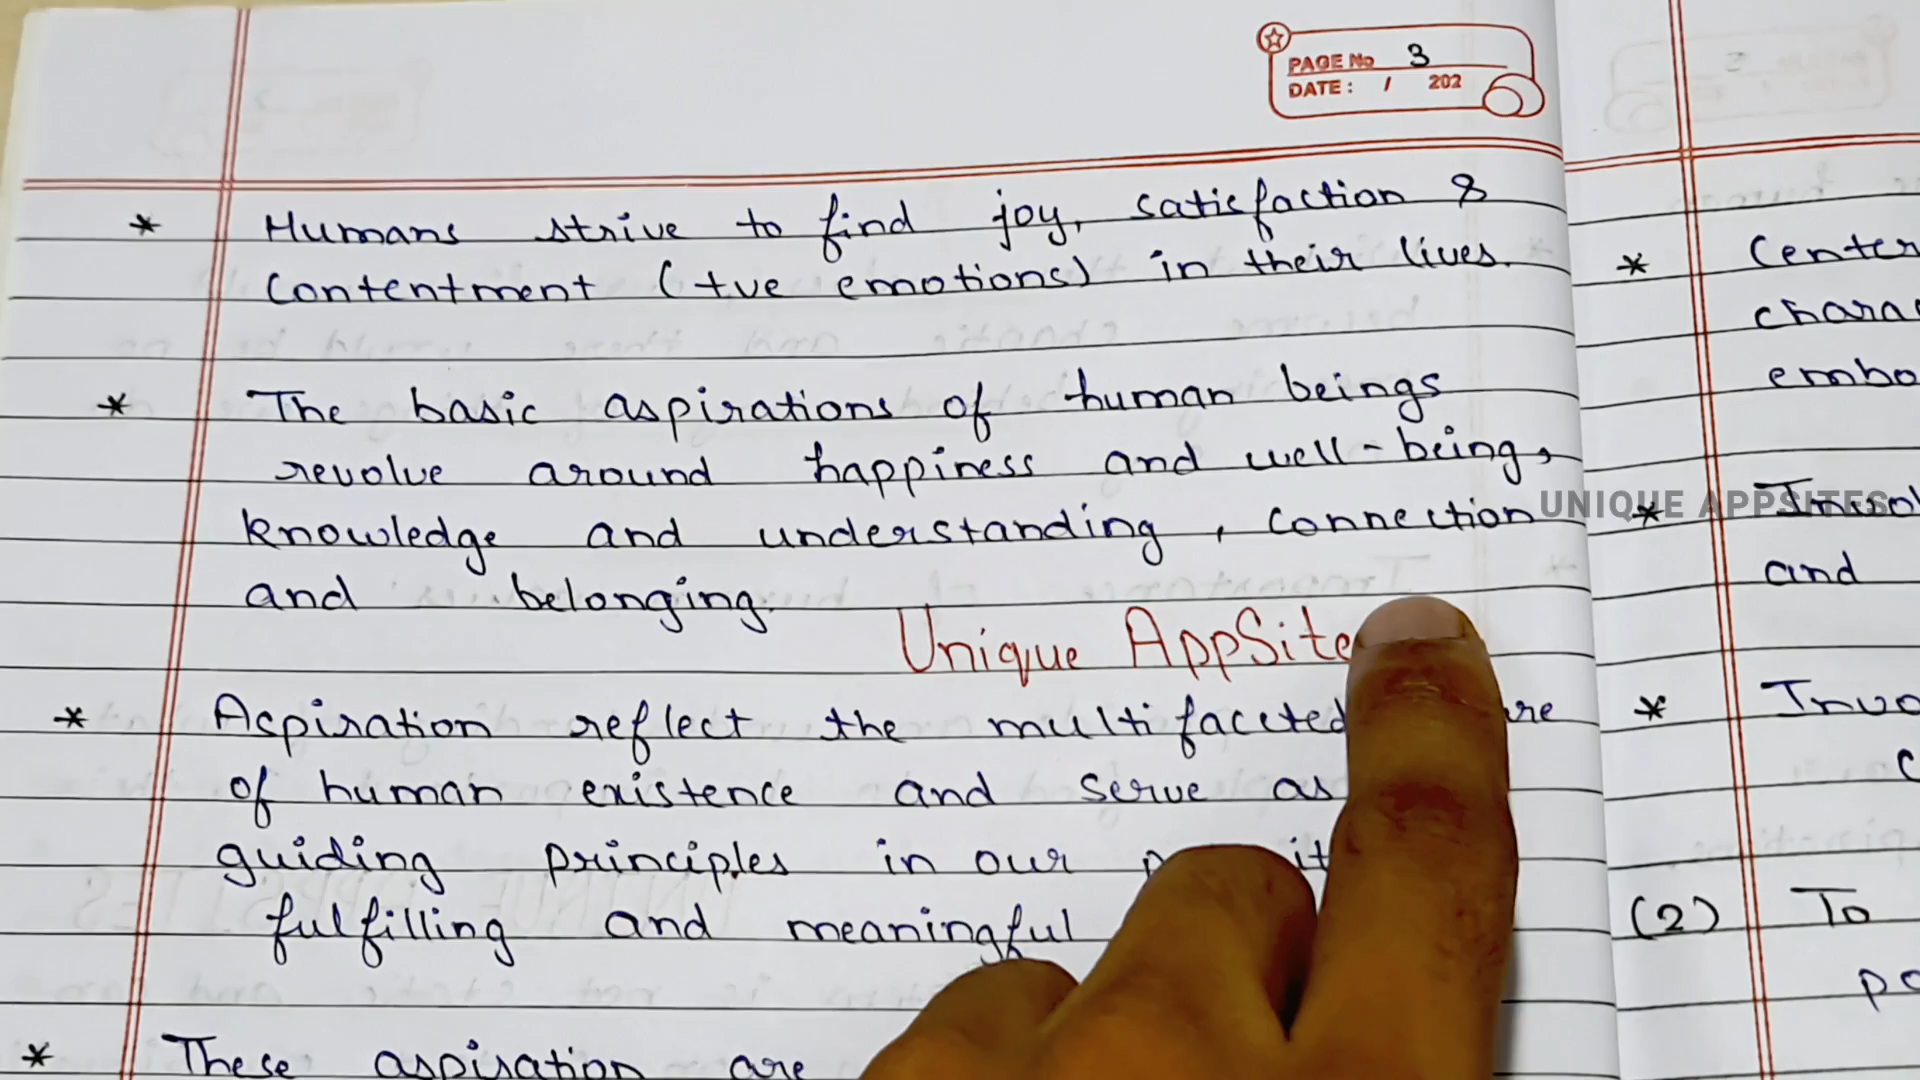 PAGE No 3
DATE: / 202
* Humans strive to find joy, satisfaction &
contentment (+ve emotions) in their lives.
* The basic aspirations of human beings
revolve around happiness and well-being,
knowledge and understanding, connection
and belonging.
Unique AppSite
* Aspiration reflect the multifaceted
of human existence and serve as
guiding principles in our
fulfilling and meaningful
* These aspiration are
UNIQUE APPSITES
*
*
and
*
(2) To